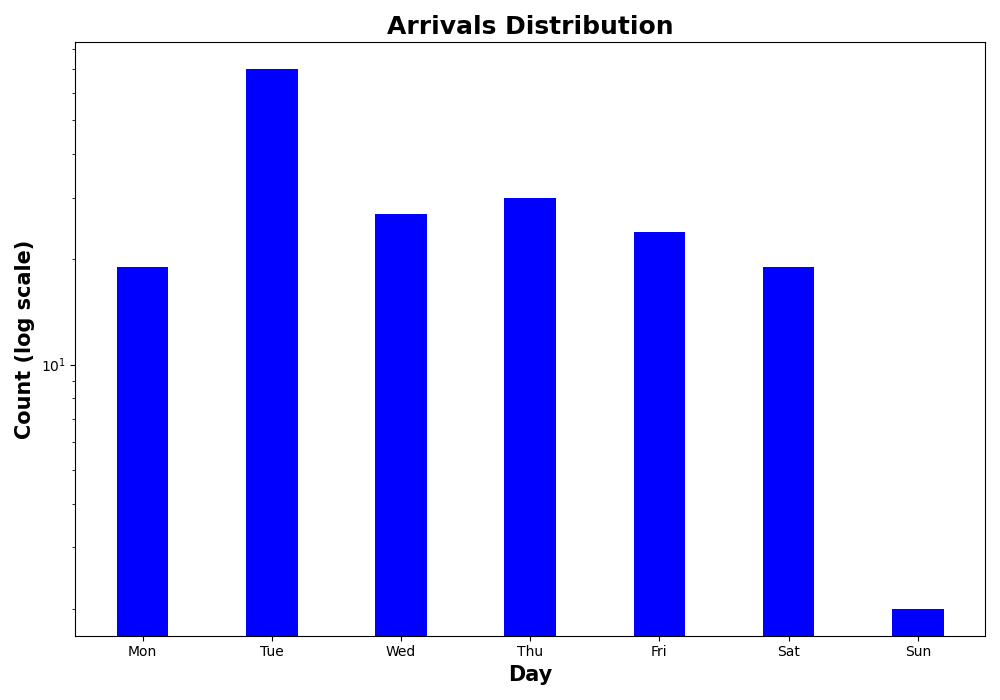 Arrivals Distribution
Count (log scale)
10¹
Mon Tue Wed Thu Fri Sat Sun
Day